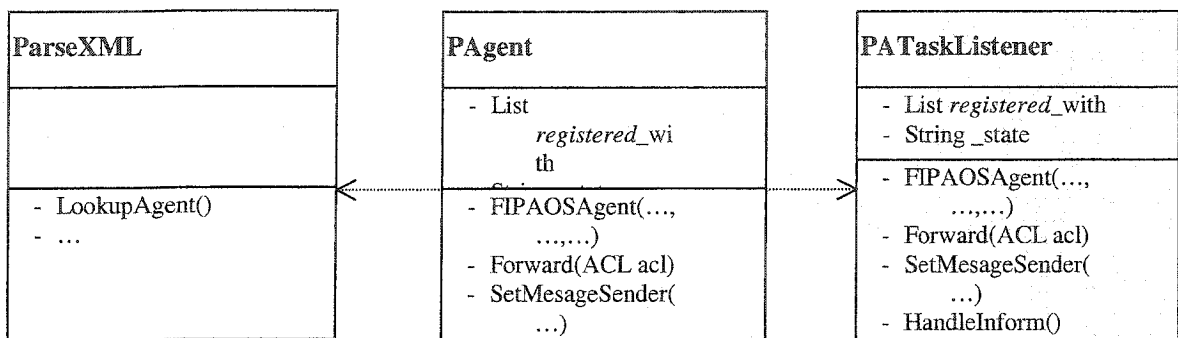 ParseXML
- LookupAgent()
- ...
PAgent
- List
registered_wi
th
- FIPAOSAgent(...,
...,...)
- Forward(ACL acl)
- SetMesageSender(
...)
PATaskListener
- List registered_with
- String _state
- FIPAOSAgent(...,
...,...)
- Forward(ACL acl)
- SetMesageSender(
...)
- HandleInform()